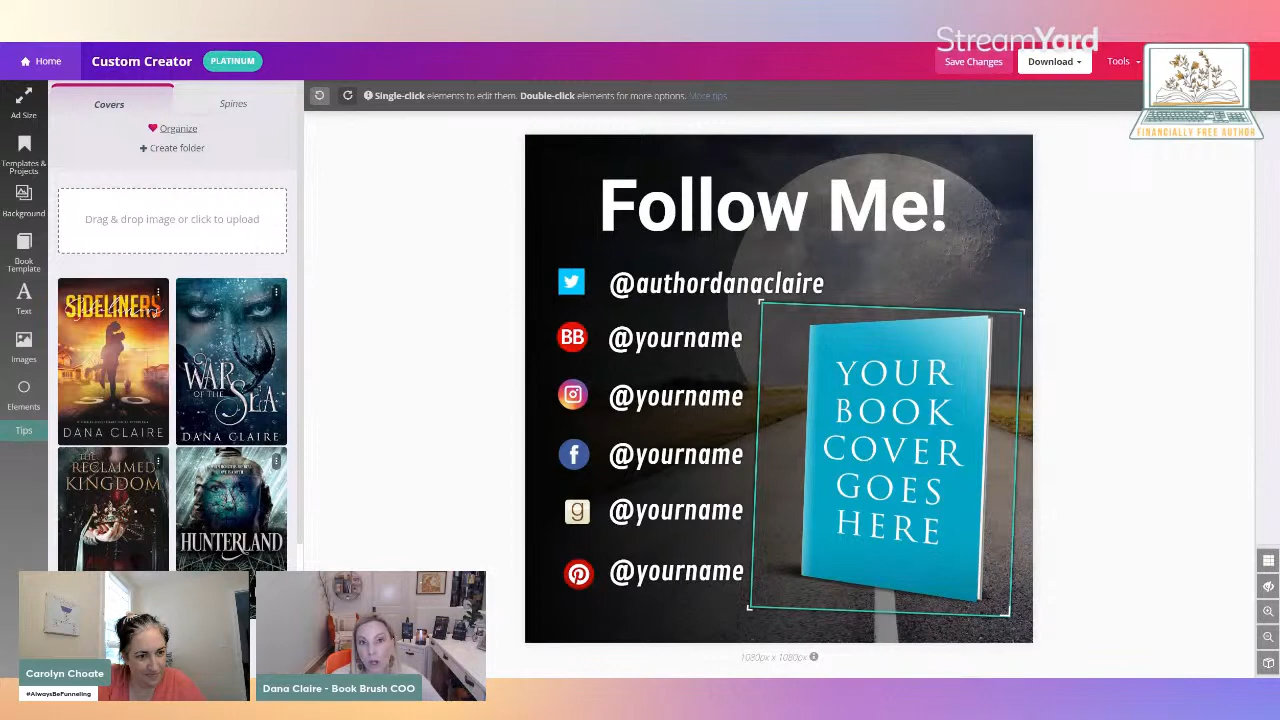 StreamYard
Home
Custom Creator
PLATINUM
Save Changes
Download
Tools
FINANCIALLY FREE AUTHOR
Single-click elements to edit them. Double-click elements for more options. More tips
Ad Size
Templates & Projects
Background
Book Template
Text
Images
Elements
Tips
Covers
Spines
Organize
Create folder
Drag & drop image or click to upload
SIDELINERS
DANA CLAIRE
WAR
OF THE
SEA
DANA CLAIRE
THE
RECLAIMED
KINGDOM
HUNTERLAND
Follow Me!
@authordanaclaire
BB
@yourname
@yourname
f
@yourname
g
@yourname
@yourname
YOUR
BOOK
COVER
GOES
HERE
1080px x 1080px
Carolyn Choate
#AlwaysBeFunneling
Dana Claire - Book Brush COO